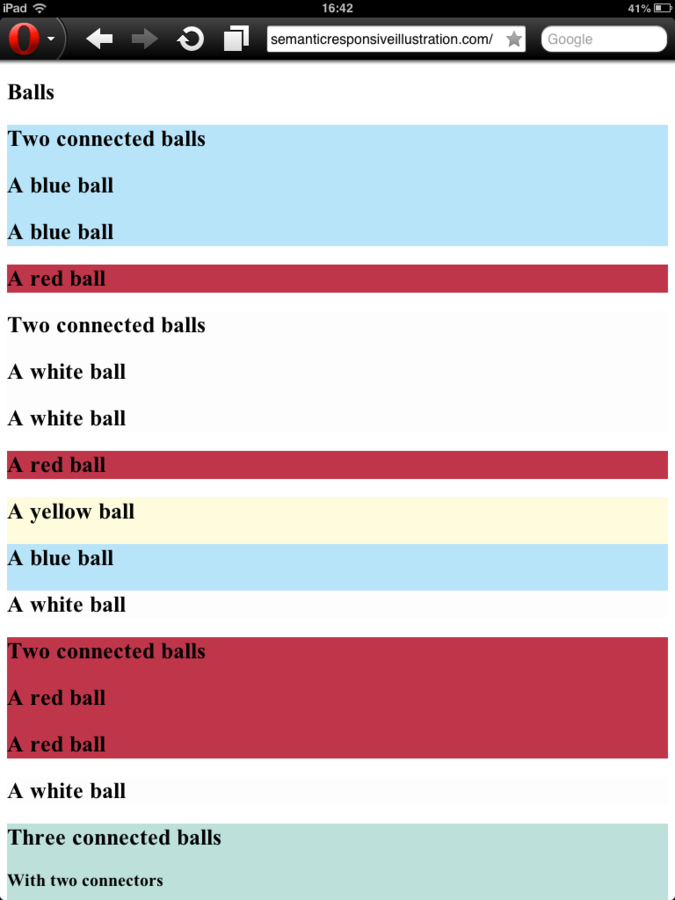 iPad 16:42 41%
semanticresponsiveillustration.com/ Google
Balls
Two connected balls
A blue ball
A blue ball
A red ball
Two connected balls
A white ball
A white ball
A red ball
A yellow ball
A blue ball
A white ball
Two connected balls
A red ball
A red ball
A white ball
Three connected balls
With two connectors